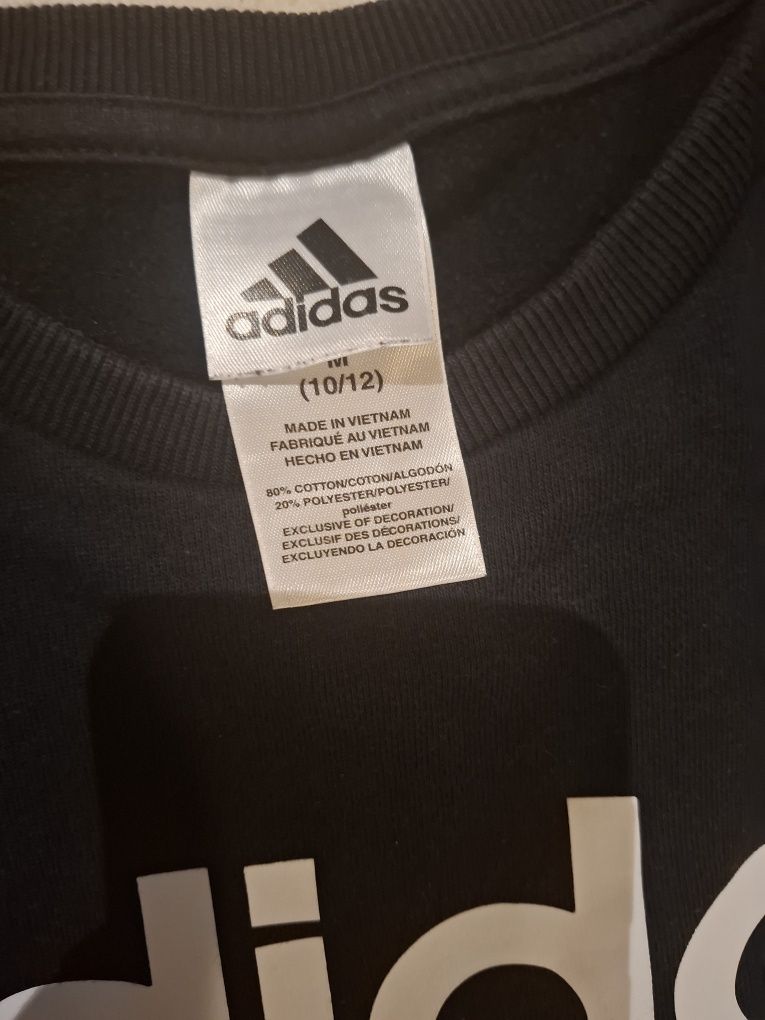 adidas
M
(10/12)
MADE IN VIETNAM
FABRIQUÉ AU VIETNAM
HECHO EN VIETNAM
80% COTTON/COTON/ALGODÓN
20% POLYESTER/POLYESTER/
poliéster
EXCLUSIVE OF DECORATION/
EXCLUSIF DES DÉCORATIONS/
EXCLUYENDO LA DECORACIÓN
adida